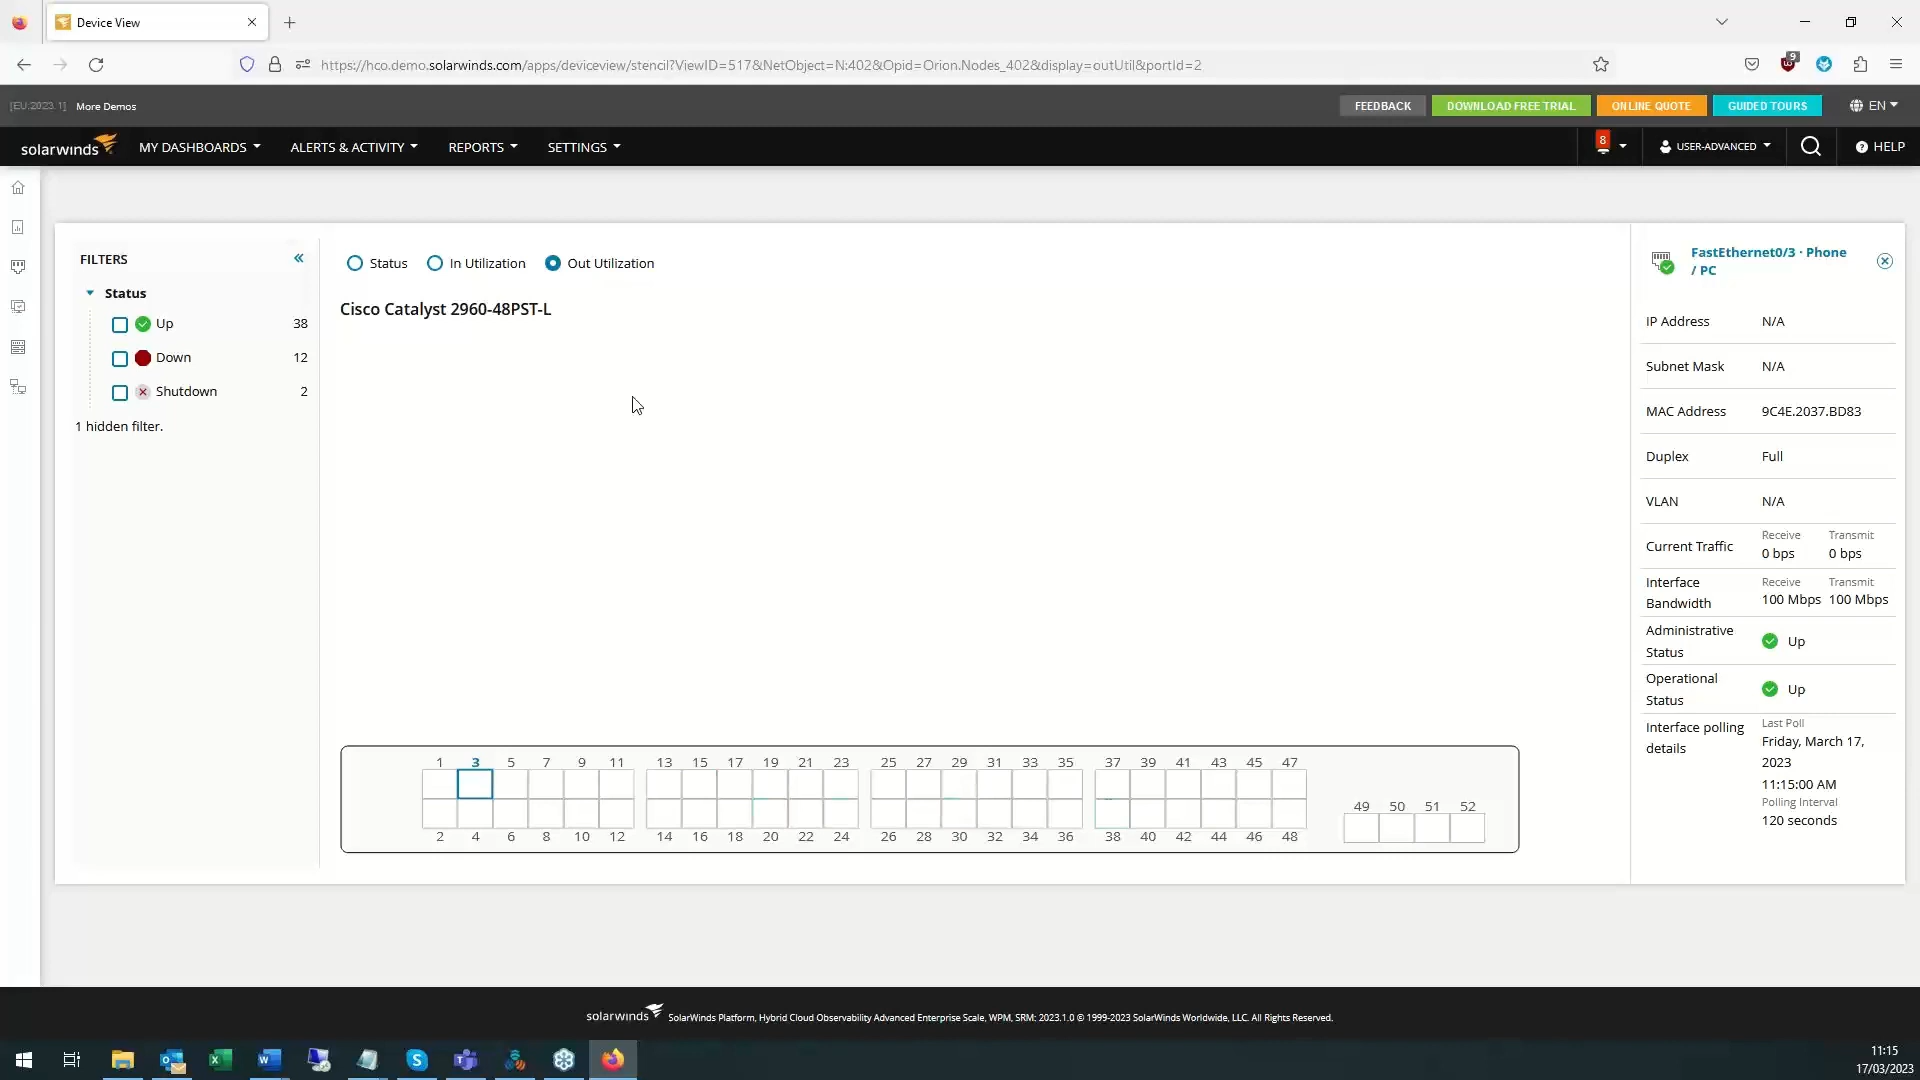 Device View
https://hco.demo.solarwinds.com/apps/deviceview/stencil?ViewID=517&NetObject=N:402&Opid=Orion.Nodes_402&display=outUtil&portId=2
9
[EU.2023.1] More Demos
FEEDBACK
DOWNLOAD FREE TRIAL
ONLINE QUOTE
GUIDED TOURS
EN
solarwinds
MY DASHBOARDS
ALERTS & ACTIVITY
REPORTS
SETTINGS
8
USER-ADVANCED
HELP
FILTERS
Status
Up 38
Down 12
Shutdown 2
1 hidden filter.
Status
In Utilization
Out Utilization
Cisco Catalyst 2960-48PST-L
1 3 5 7 9 11 13 15 17 19 21 23 25 27 29 31 33 35 37 39 41 43 45 47
49 50 51 52
2 4 6 8 10 12 14 16 18 20 22 24 26 28 30 32 34 36 38 40 42 44 46 48
FastEthernet0/3 · Phone
/ PC
IP Address N/A
Subnet Mask N/A
MAC Address 9C4E.2037.BD83
Duplex Full
VLAN N/A
Receive Transmit
Current Traffic 0 bps 0 bps
Interface Receive Transmit
Bandwidth 100 Mbps 100 Mbps
Administrative
Status Up
Operational
Status Up
Interface polling
details
Last Poll
Friday, March 17,
2023
11:15:00 AM
Polling Interval
120 seconds
solarwinds SolarWinds Platform, Hybrid Cloud Observability Advanced Enterprise Scale, WPM, SRM: 2023.1.0 © 1999-2023 SolarWinds Worldwide, LLC. All Rights Reserved.
11:15
17/03/2023